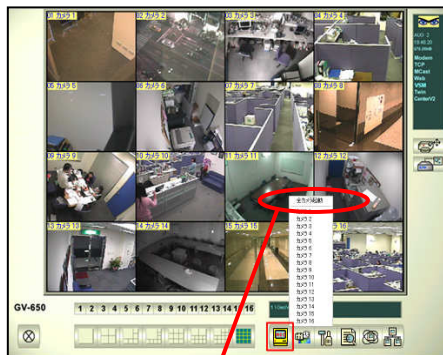 01 カメラ 1
02 カメラ 2
03 カメラ 3
04 カメラ 4
05 カメラ 5
06 カメラ 6
07 カメラ 7
08 カメラ 8
09 カメラ 9
10 カメラ 10
11 カメラ 11
12 カメラ 12
13 カメラ 13
14 カメラ 14
15 カメラ 15
16
AUG 2
Modem
TCP
MCast
Web
VSM
Twin
CenterV2
全カメラ起動
カメラ 2
カメラ 3
カメラ 4
カメラ 5
カメラ 6
カメラ 7
カメラ 8
カメラ 9
カメラ 10
カメラ 11
カメラ 12
カメラ 13
カメラ 14
カメラ 15
カメラ 16
GV-650
1 2 3 4 5 6 7 8 9 10 11 12 13 14 15 16